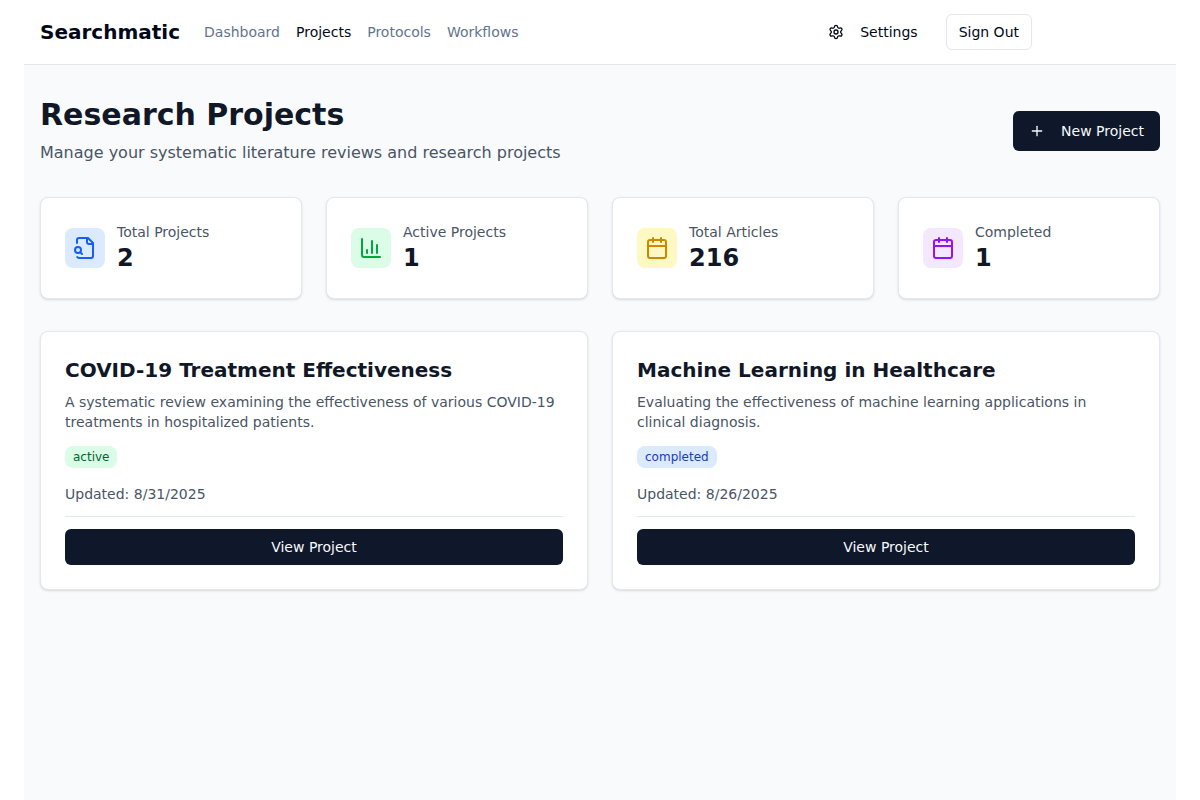 Searchmatic Dashboard Projects Protocols Workflows Settings Sign Out
Research Projects
Manage your systematic literature reviews and research projects
New Project
Total Projects
2
Active Projects
1
Total Articles
216
Completed
1
COVID-19 Treatment Effectiveness
A systematic review examining the effectiveness of various COVID-19
treatments in hospitalized patients.
active
Updated: 8/31/2025
View Project
Machine Learning in Healthcare
Evaluating the effectiveness of machine learning applications in
clinical diagnosis.
completed
Updated: 8/26/2025
View Project